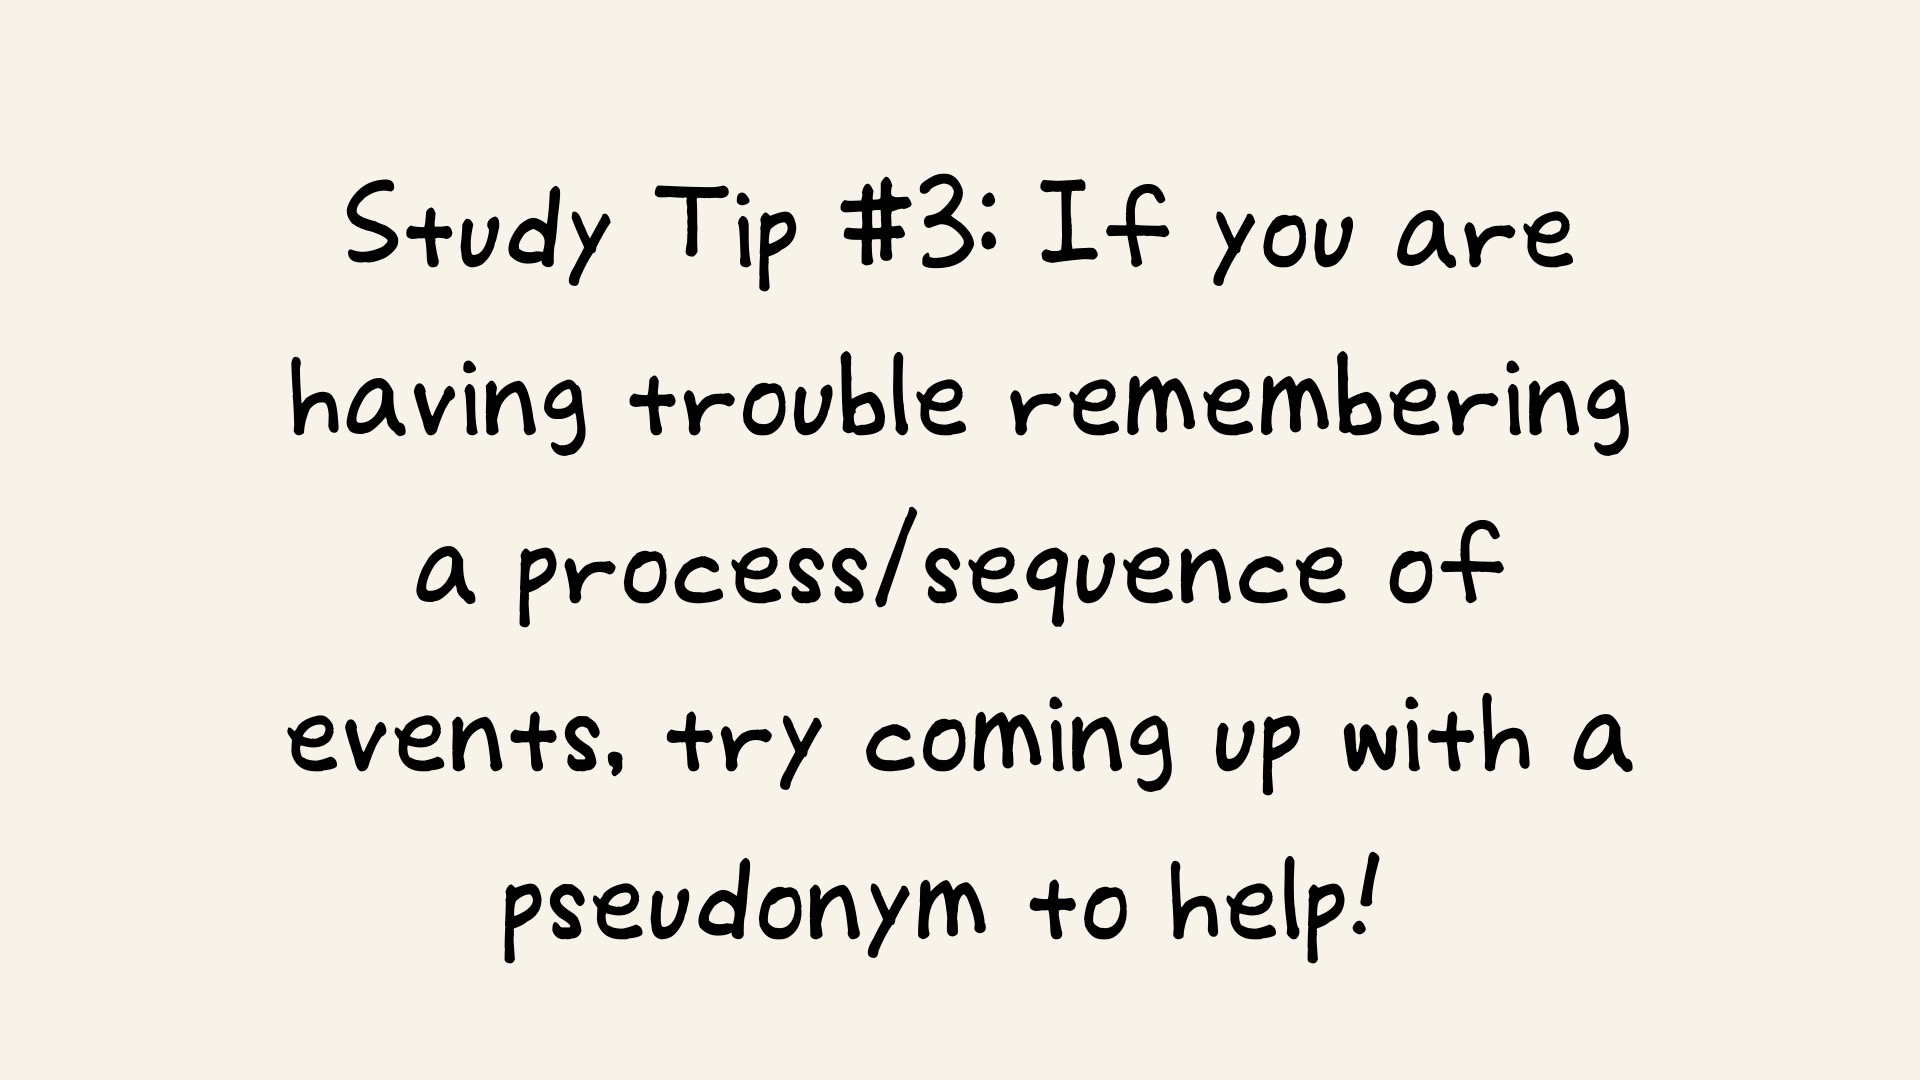 Study Tip #3: If you are
having trouble remembering
a process/sequence of
events, try coming up with a
pseudonym to help!